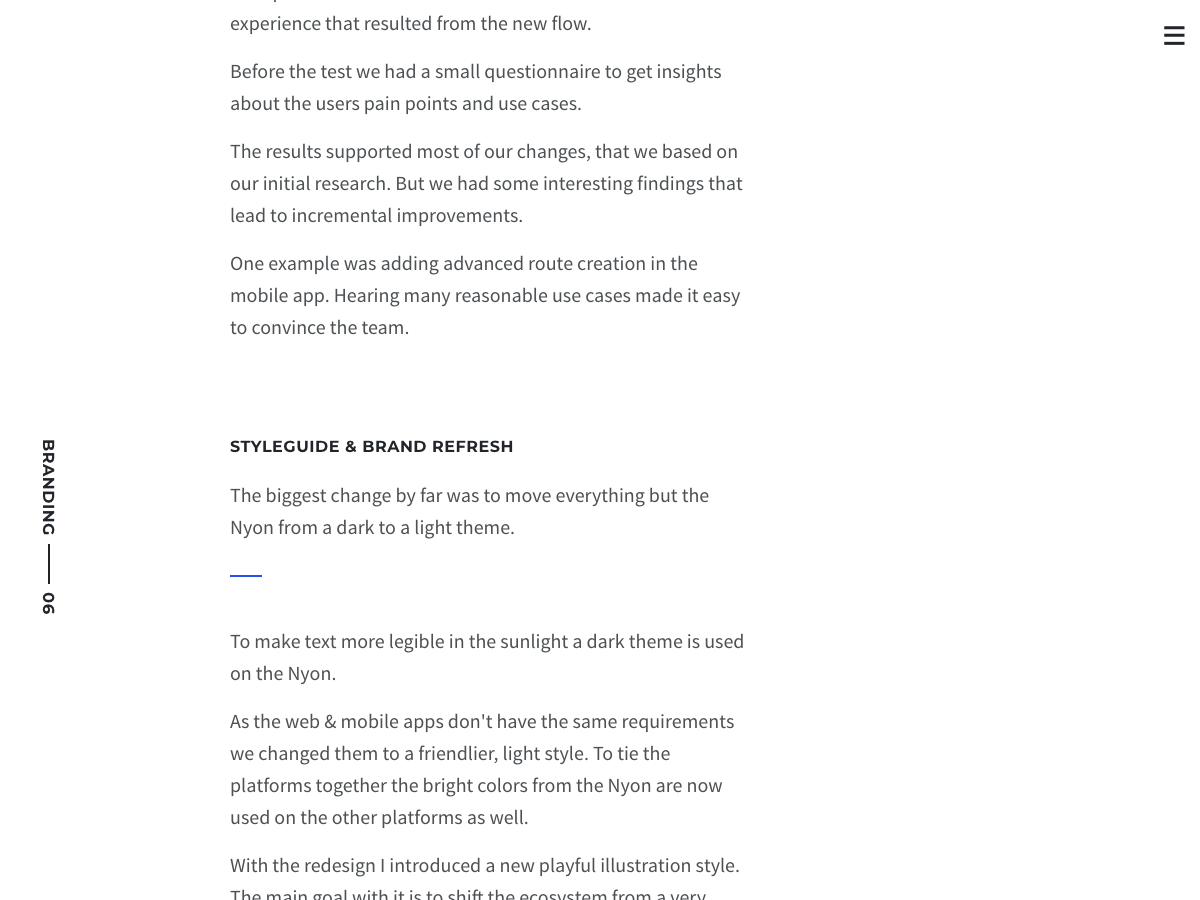 experience that resulted from the new flow.
Before the test we had a small questionnaire to get insights
about the users pain points and use cases.
The results supported most of our changes, that we based on
our initial research. But we had some interesting findings that
lead to incremental improvements.
One example was adding advanced route creation in the
mobile app. Hearing many reasonable use cases made it easy
to convince the team.
BRANDING
06
STYLEGUIDE & BRAND REFRESH
The biggest change by far was to move everything but the
Nyon from a dark to a light theme.
To make text more legible in the sunlight a dark theme is used
on the Nyon.
As the web & mobile apps don't have the same requirements
we changed them to a friendlier, light style. To tie the
platforms together the bright colors from the Nyon are now
used on the other platforms as well.
With the redesign I introduced a new playful illustration style.
The main goal with it is to shift the ecosystem from a very